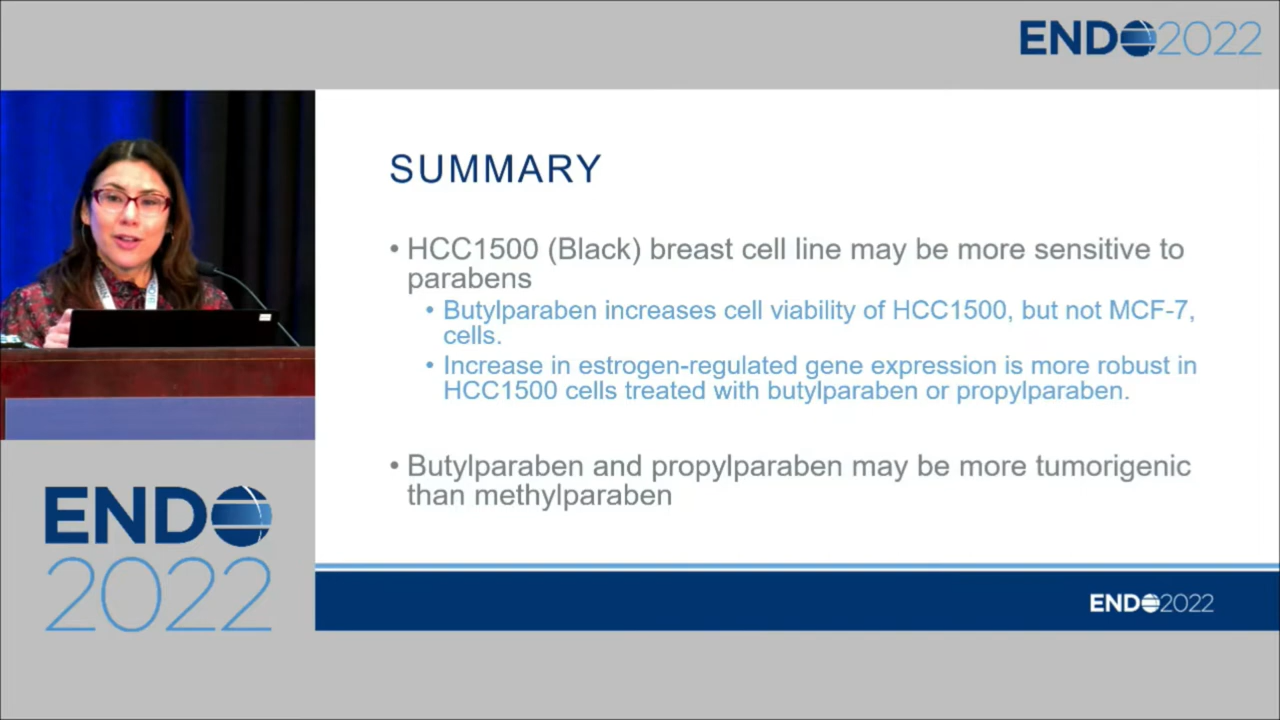 ENDO2022
SUMMARY
• HCC1500 (Black) breast cell line may be more sensitive to
parabens
• Butylparaben increases cell viability of HCC1500, but not MCF-7,
cells.
• Increase in estrogen-regulated gene expression is more robust in
HCC1500 cells treated with butylparaben or propylparaben.
• Butylparaben and propylparaben may be more tumorigenic
than methylparaben
ENDO
2022
ENDO2022